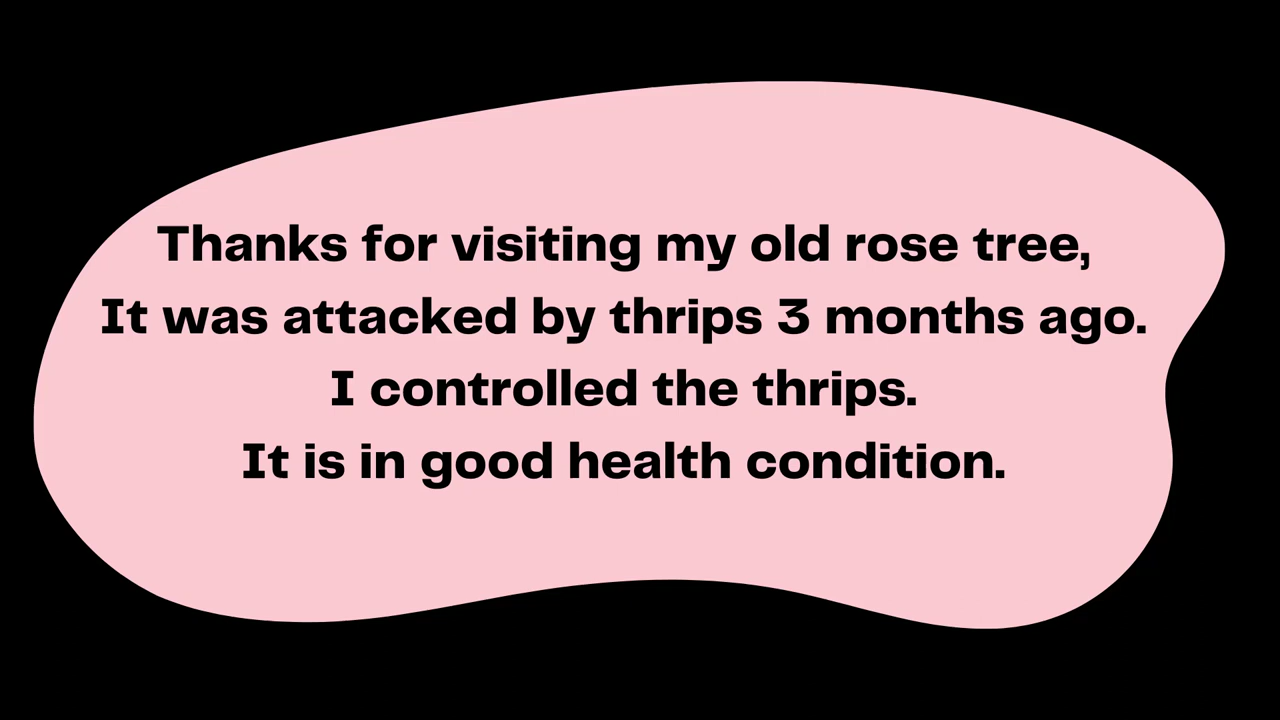 Thanks for visiting my old rose tree,
It was attacked by thrips 3 months ago.
I controlled the thrips.
It is in good health condition.